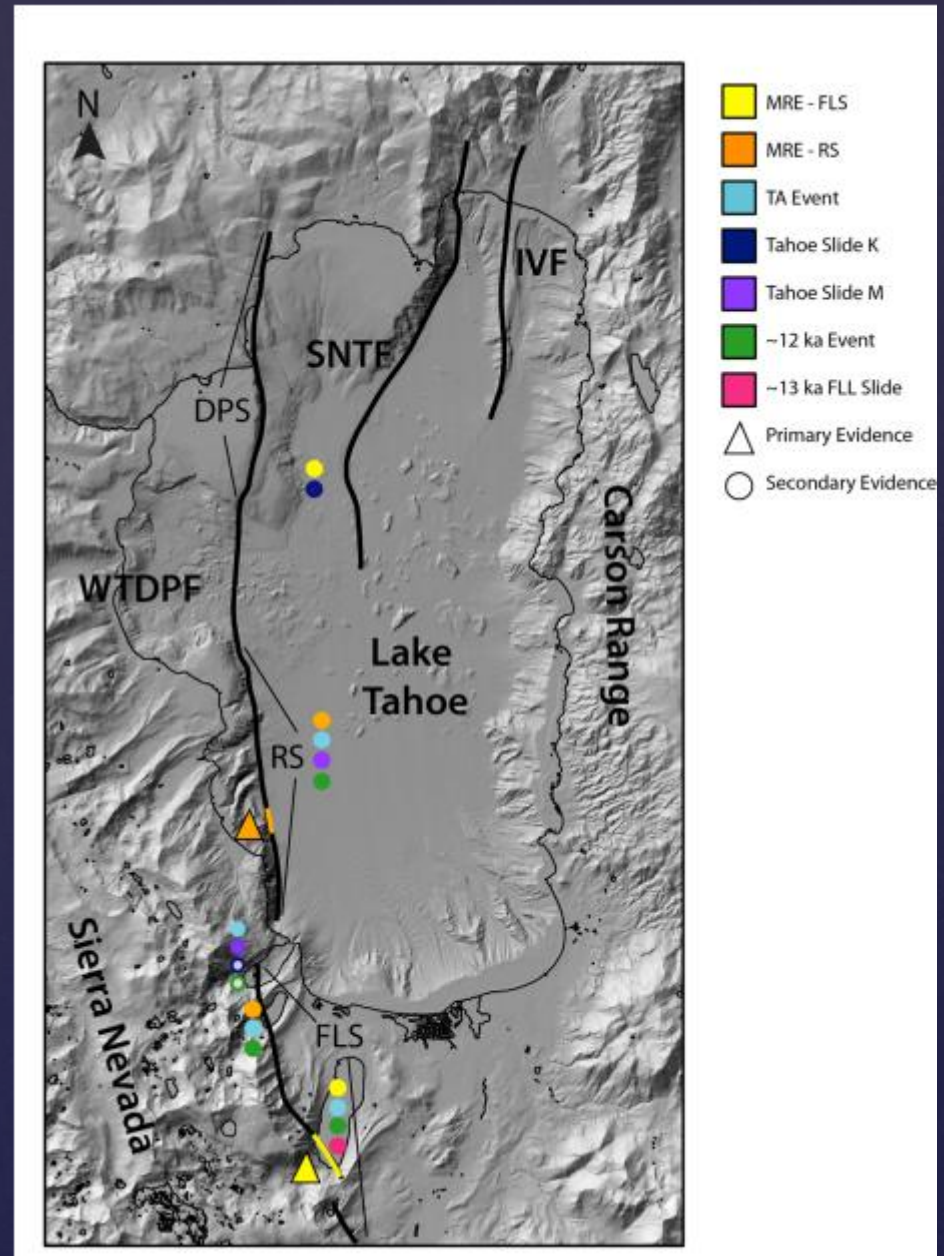 N
IVF
SNTF
DPS
WTDPF
Lake
Tahoe
Carson Range
RS
Sierra Nevada
FLS
MRE - FLS
MRE - RS
TA Event
Tahoe Slide K
Tahoe Slide M
~12 ka Event
~13 ka FLL Slide
Primary Evidence
Secondary Evidence